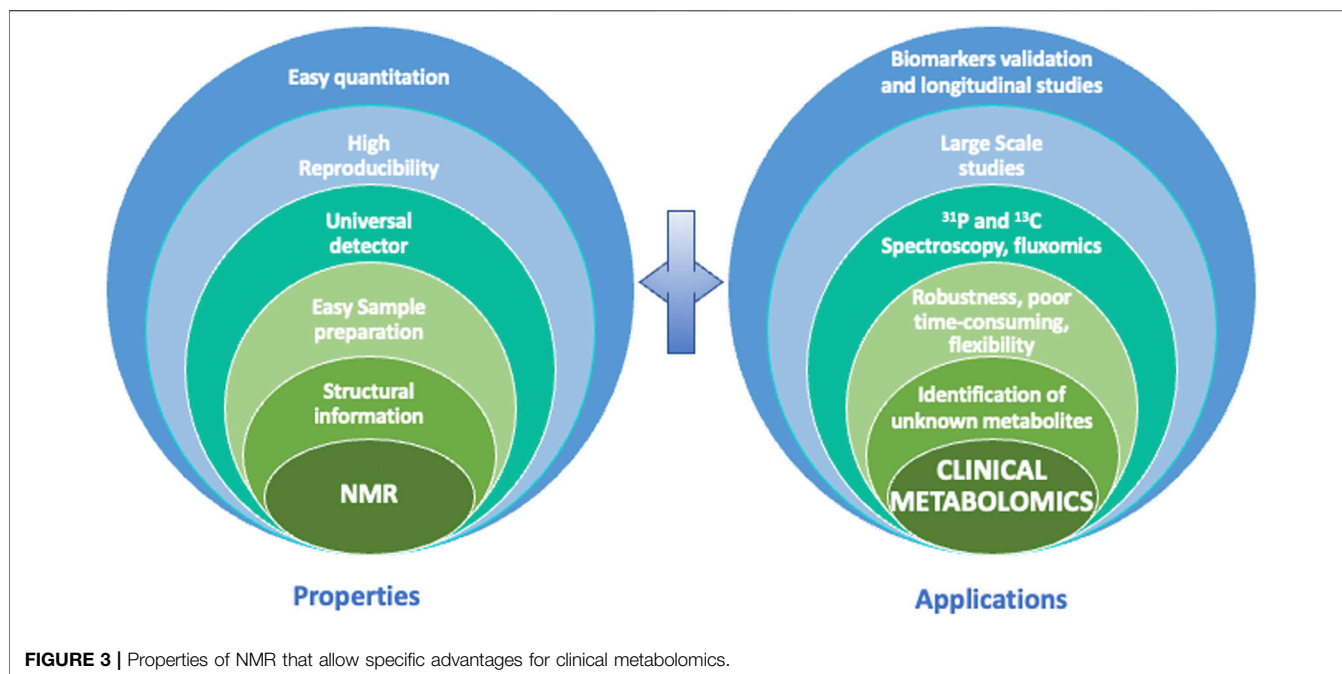 Easy quantitation
High
Reproducibility
Universal
detector
Easy Sample
preparation
Structural
information
NMR
Properties
Biomarkers validation
and longitudinal studies
Large Scale
studies
³¹P and ¹³C
Spectroscopy, fluxomics
Robustness, poor
time-consuming,
flexibility
Identification of
unknown metabolites
CLINICAL
METABOLOMICS
Applications
FIGURE 3 | Properties of NMR that allow specific advantages for clinical metabolomics.